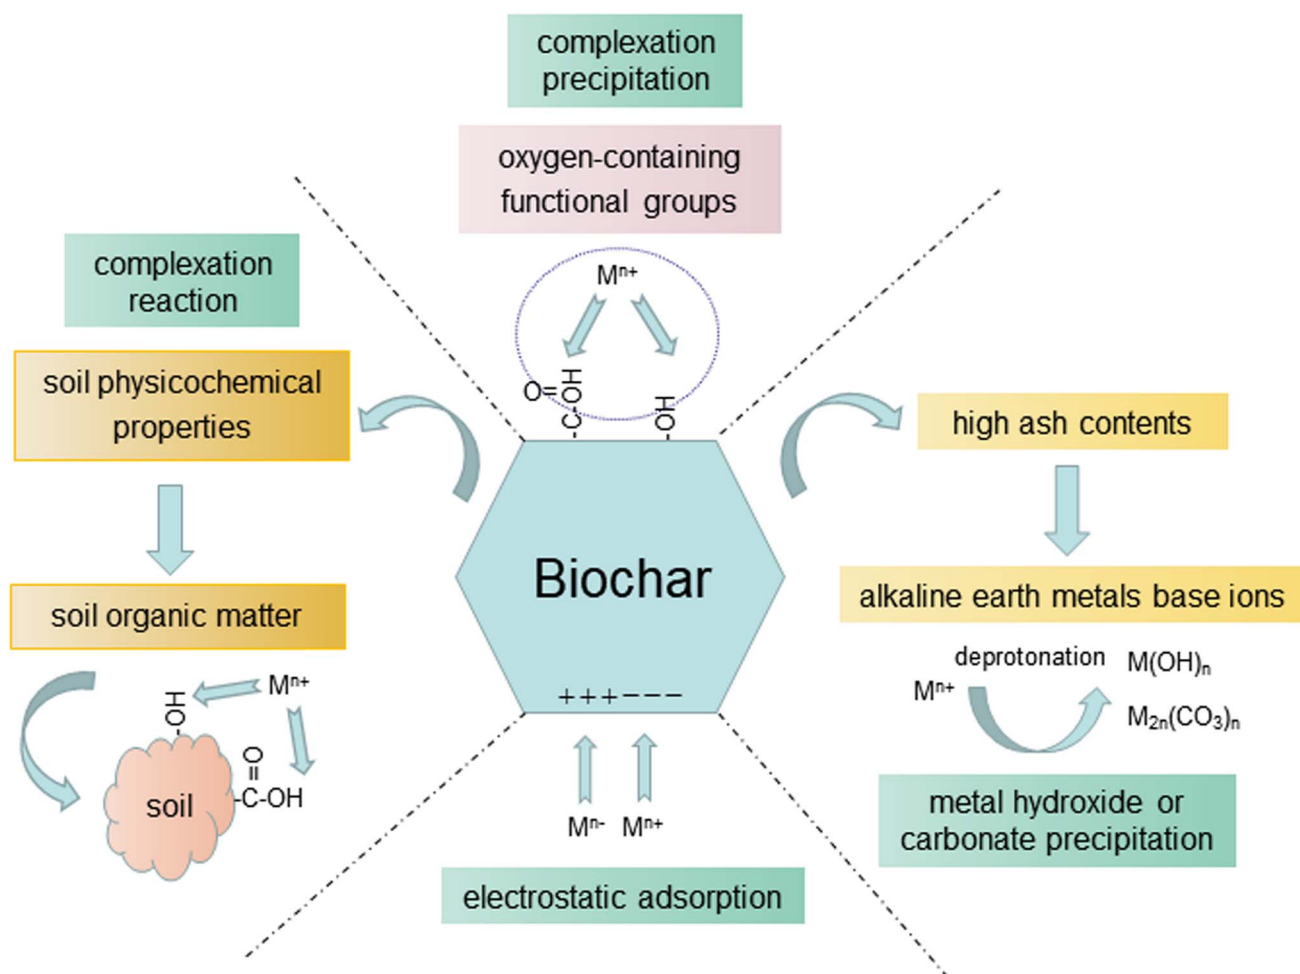 complexation
precipitation
oxygen-containing
functional groups
Mⁿ⁺
O=
-C-OH
OH
complexation
reaction
soil physicochemical
properties
soil organic matter
Mⁿ⁺
OH
O
=
-C-OH
soil
Biochar
+++−−−
Mⁿ⁻ Mⁿ⁺
electrostatic adsorption
high ash contents
alkaline earth metals base ions
deprotonation
Mⁿ⁺
M(OH)ₙ
M₂ₙ(CO₃)ₙ
metal hydroxide or
carbonate precipitation